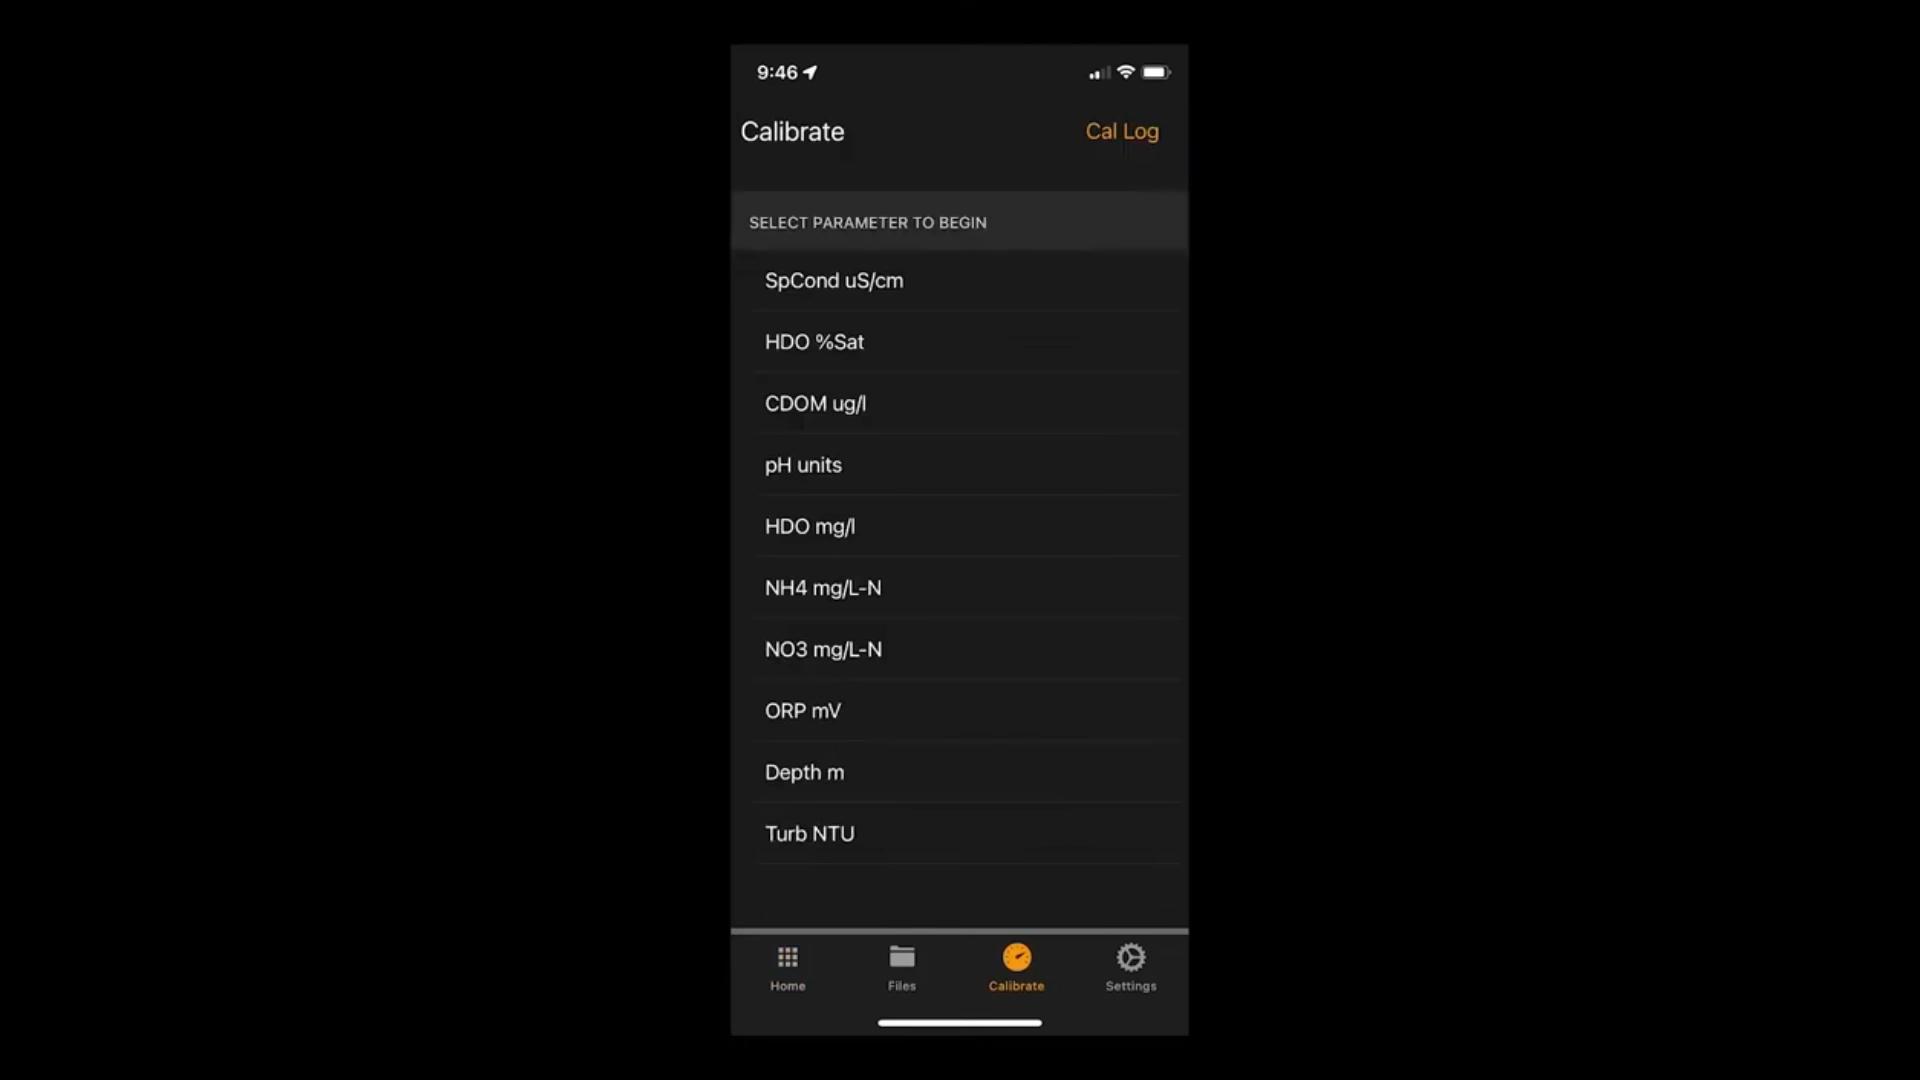 9:46
Calibrate
Cal Log
SELECT PARAMETER TO BEGIN
SpCond uS/cm
HDO %Sat
CDOM ug/l
pH units
HDO mg/l
NH4 mg/L-N
NO3 mg/L-N
ORP mV
Depth m
Turb NTU
Home
Files
Calibrate
Settings